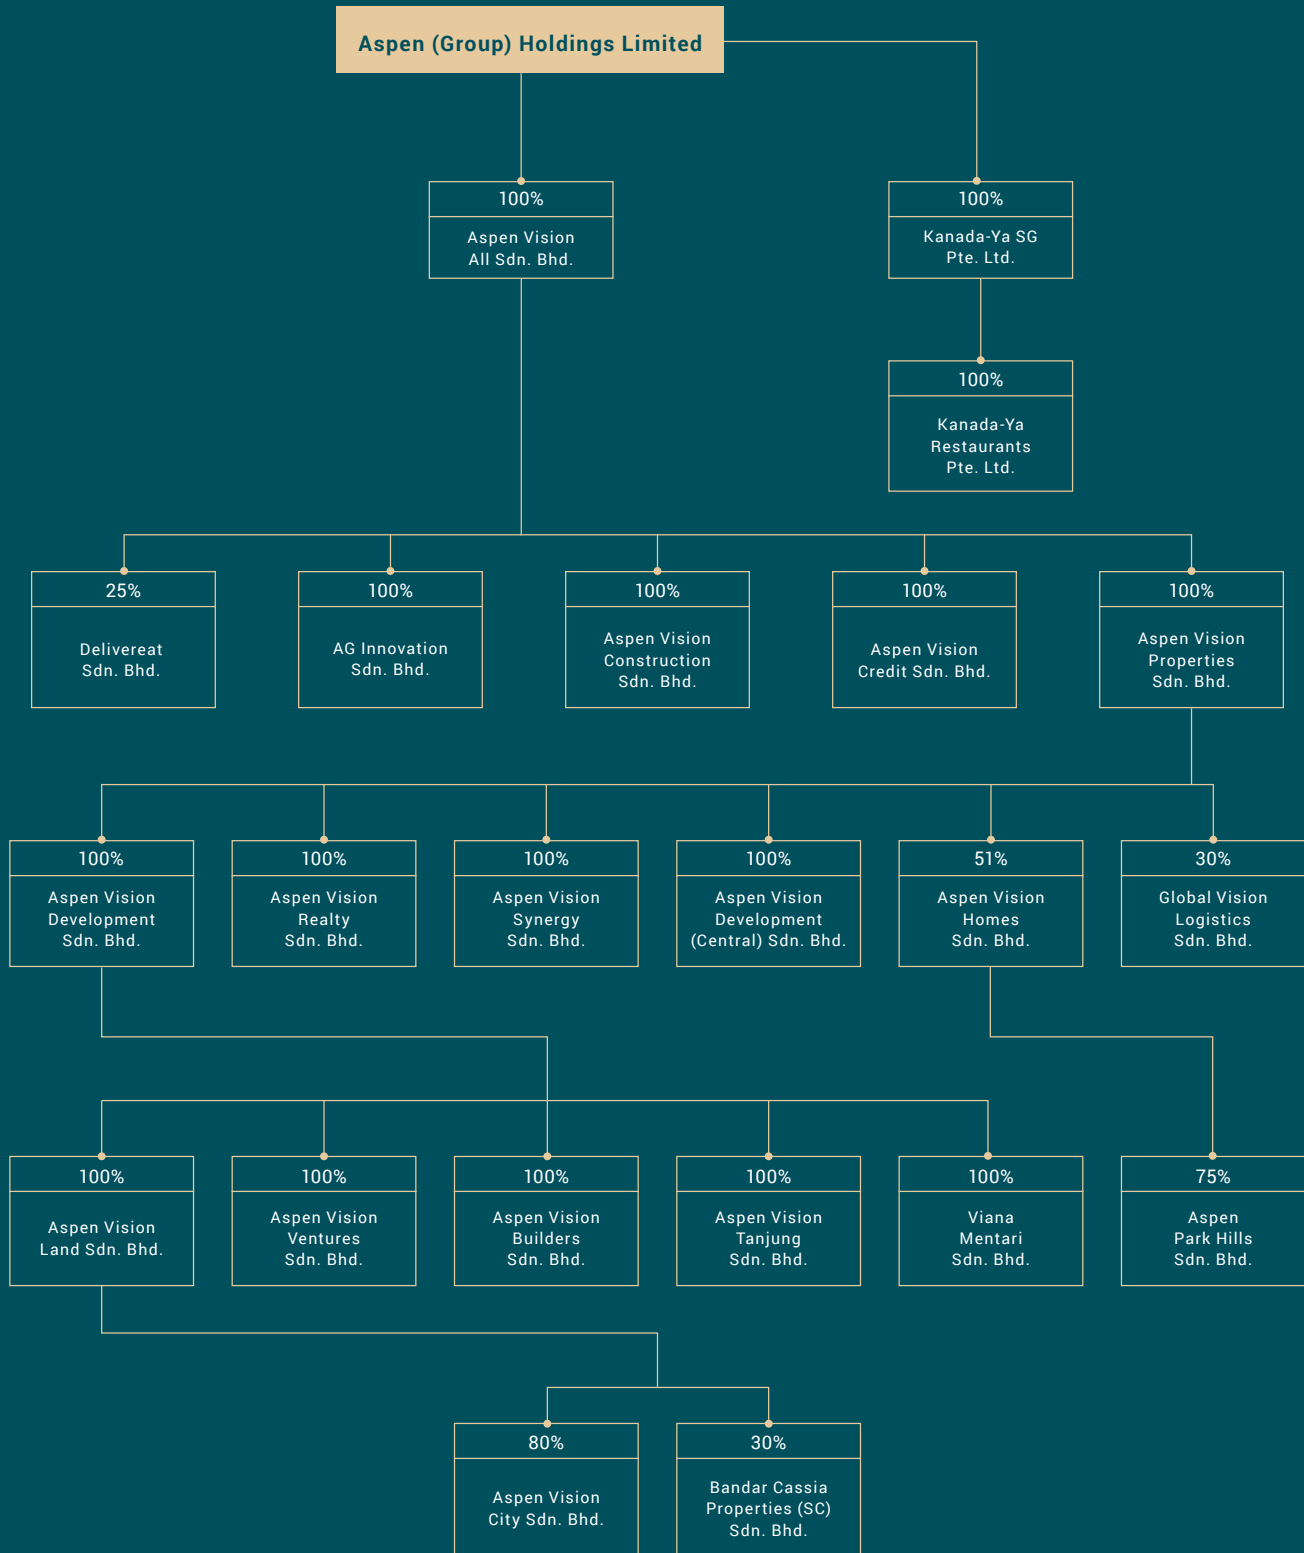 Aspen (Group) Holdings Limited
100%
Aspen Vision
All Sdn. Bhd.
100%
Kanada-Ya SG
Pte. Ltd.
100%
Kanada-Ya
Restaurants
Pte. Ltd.
25%
Delivereat
Sdn. Bhd.
100%
AG Innovation
Sdn. Bhd.
100%
Aspen Vision
Construction
Sdn. Bhd.
100%
Aspen Vision
Credit Sdn. Bhd.
100%
Aspen Vision
Properties
Sdn. Bhd.
100%
Aspen Vision
Development
Sdn. Bhd.
100%
Aspen Vision
Realty
Sdn. Bhd.
100%
Aspen Vision
Synergy
Sdn. Bhd.
100%
Aspen Vision
Development
(Central) Sdn. Bhd.
51%
Aspen Vision
Homes
Sdn. Bhd.
30%
Global Vision
Logistics
Sdn. Bhd.
100%
Aspen Vision
Land Sdn. Bhd.
100%
Aspen Vision
Ventures
Sdn. Bhd.
100%
Aspen Vision
Builders
Sdn. Bhd.
100%
Aspen Vision
Tanjung
Sdn. Bhd.
100%
Viana
Mentari
Sdn. Bhd.
75%
Aspen
Park Hills
Sdn. Bhd.
80%
Aspen Vision
City Sdn. Bhd.
30%
Bandar Cassia
Properties (SC)
Sdn. Bhd.